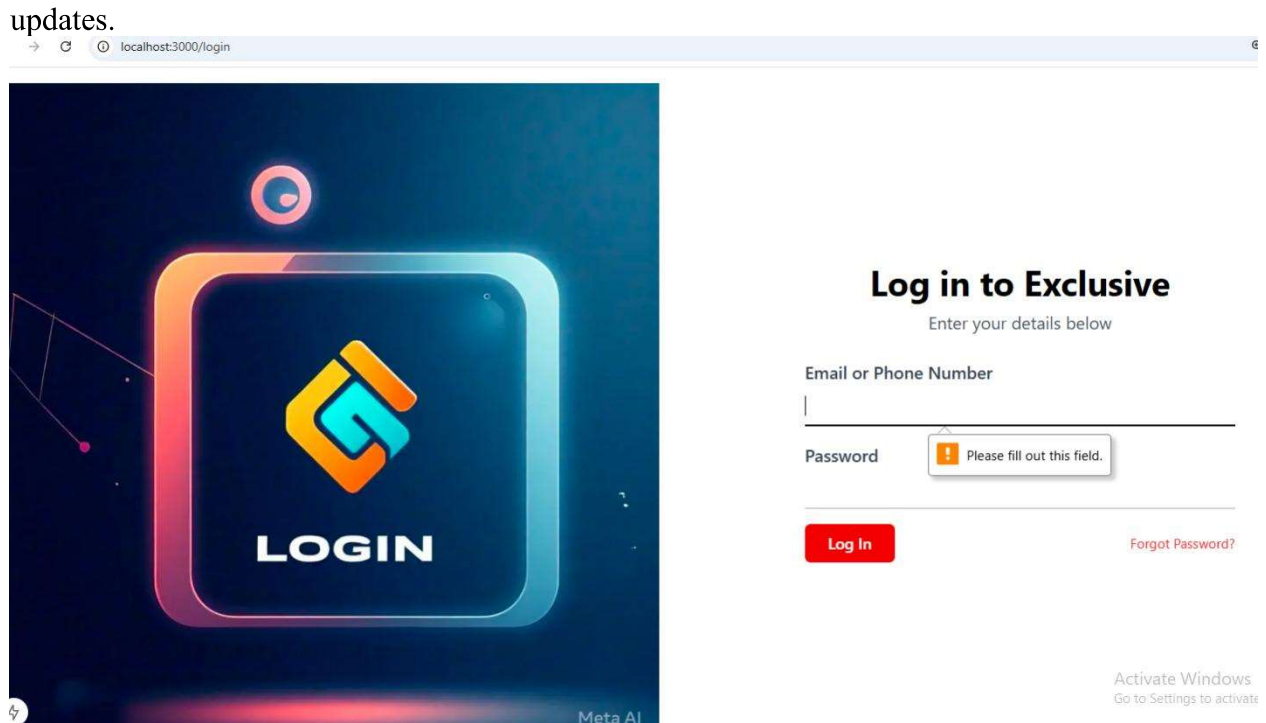 updates.
localhost:3000/login
LOGIN
Meta AI
Log in to Exclusive
Enter your details below
Email or Phone Number
Please fill out this field.
Password
Log In
Forgot Password?
Activate Windows
Go to Settings to activate